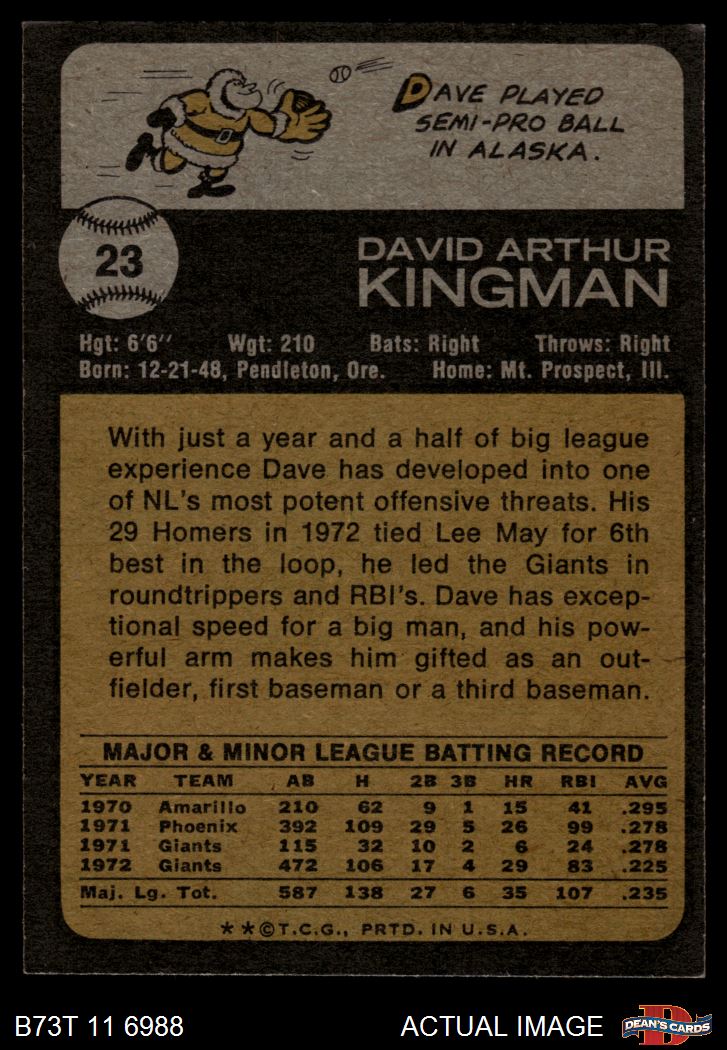 DAVE PLAYED
SEMI-PRO BALL
IN ALASKA.
23
DAVID ARTHUR
KINGMAN
Hgt: 6'6" Wgt: 210 Bats: Right Throws: Right
Born: 12-21-48, Pendleton, Ore. Home: Mt. Prospect, Ill.
With just a year and a half of big league
experience Dave has developed into one
of NL's most potent offensive threats. His
29 Homers in 1972 tied Lee May for 6th
best in the loop, he led the Giants in
roundtrippers and RBI's. Dave has excep-
tional speed for a big man, and his pow-
erful arm makes him gifted as an out-
fielder, first baseman or a third baseman.
MAJOR & MINOR LEAGUE BATTING RECORD
YEAR TEAM AB H 2B 3B HR RBI AVG
1970 Amarillo 210 62 9 1 15 41 .295
1971 Phoenix 392 109 29 5 26 99 .278
1971 Giants 115 32 10 2 6 24 .278
1972 Giants 472 106 17 4 29 83 .225
Maj. Lg. Tot. 587 138 27 6 35 107 .235
**©T.C.G., PRTD. IN U.S.A.
B73T 11 6988 ACTUAL IMAGE DEAN'S CARDS